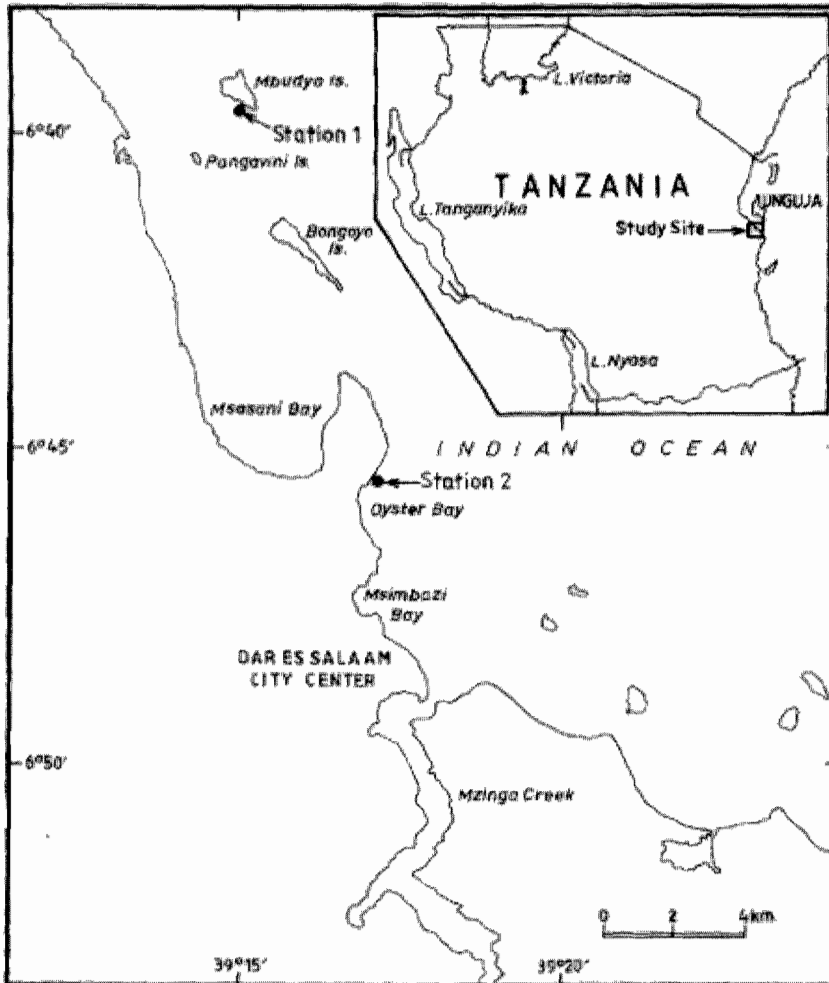 Mbudya Is.
Station 1
6°40'
Pangavini Is.
Bongoyo
Is.
L.Victoria
TANZANIA
L.Tanganyika
UNGUJA
Study Site
L.Nyasa
Msasani Bay
6°45'
INDIAN OCEAN
Station 2
Oyster Bay
Msimbazi
Bay
DAR ES SALAAM
CITY CENTER
6°50'
Mzinga Creek
0 2 4km
39°15' 39°20'